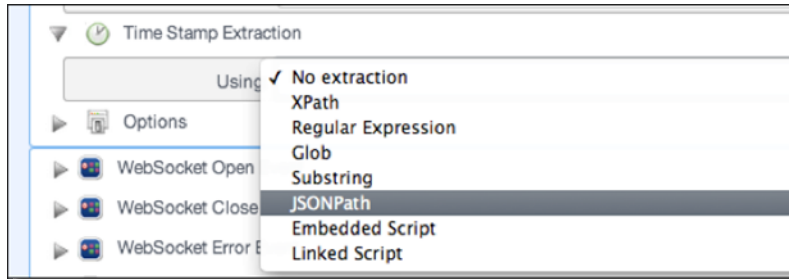 Time Stamp Extraction
Using
✓ No extraction
XPath
Regular Expression
Glob
Options
Substring
WebSocket Open
JSONPath
WebSocket Close
Embedded Script
WebSocket Error
Linked Script